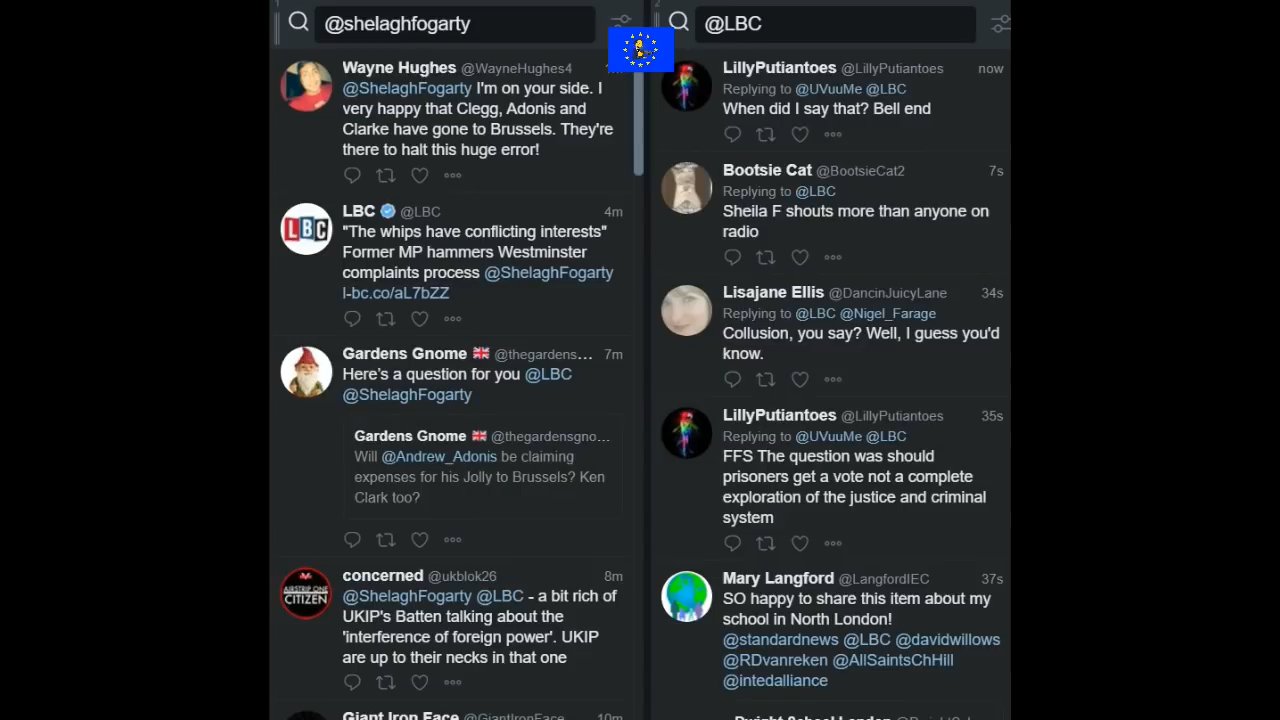 @shelaghfogarty
Wayne Hughes @WayneHughes4
@ShelaghFogarty I'm on your side. I
very happy that Clegg, Adonis and
Clarke have gone to Brussels. They're
there to halt this huge error!
LBC @LBC 4m
"The whips have conflicting interests"
Former MP hammers Westminster
complaints process @ShelaghFogarty
l-bc.co/aL7bZZ
LBC
Gardens Gnome 🇬🇧 @thegardens... 7m
Here's a question for you @LBC
@ShelaghFogarty
Gardens Gnome 🇬🇧 @thegardensgno...
Will @Andrew_Adonis be claiming
expenses for his Jolly to Brussels? Ken
Clark too?
concerned @ukblok26 8m
@ShelaghFogarty @LBC - a bit rich of
UKIP's Batten talking about the
'interference of foreign power'. UKIP
are up to their necks in that one
AIRSTRIP ONE
CITIZEN
Giant Iron Face @GiantIronFace 10m
@LBC
LillyPutiantoes @LillyPutiantoes now
Replying to @UVuuMe @LBC
When did I say that? Bell end
Bootsie Cat @BootsieCat2 7s
Replying to @LBC
Sheila F shouts more than anyone on
radio
Lisajane Ellis @DancinJuicyLane 34s
Replying to @LBC @Nigel_Farage
Collusion, you say? Well, I guess you'd
know.
LillyPutiantoes @LillyPutiantoes 35s
Replying to @UVuuMe @LBC
FFS The question was should
prisoners get a vote not a complete
exploration of the justice and criminal
system
Mary Langford @LangfordIEC 37s
SO happy to share this item about my
school in North London!
@standardnews @LBC @davidwillows
@RDvanreken @AllSaintsChHill
@intedalliance
Dwight School London